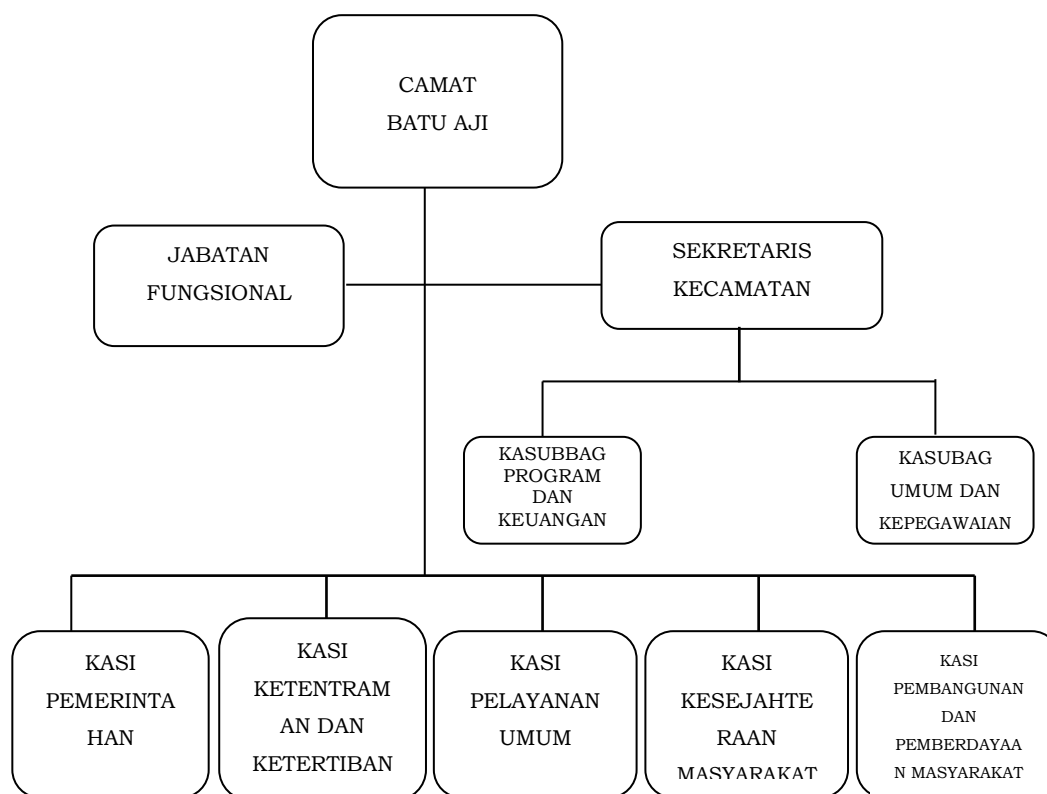 CAMAT
BATU AJI
JABATAN
FUNGSIONAL
SEKRETARIS
KECAMATAN
KASUBBAG
PROGRAM
DAN
KEUANGAN
KASUBAG
UMUM DAN
KEPEGAWAIAN
KASI
PEMERINTA
HAN
KASI
KETENTRAM
AN DAN
KETERTIBAN
KASI
PELAYANAN
UMUM
KASI
KESEJAHTE
RAAN
MASYARAKAT
KASI
PEMBANGUNAN
DAN
PEMBERDAYAA
N MASYARAKAT